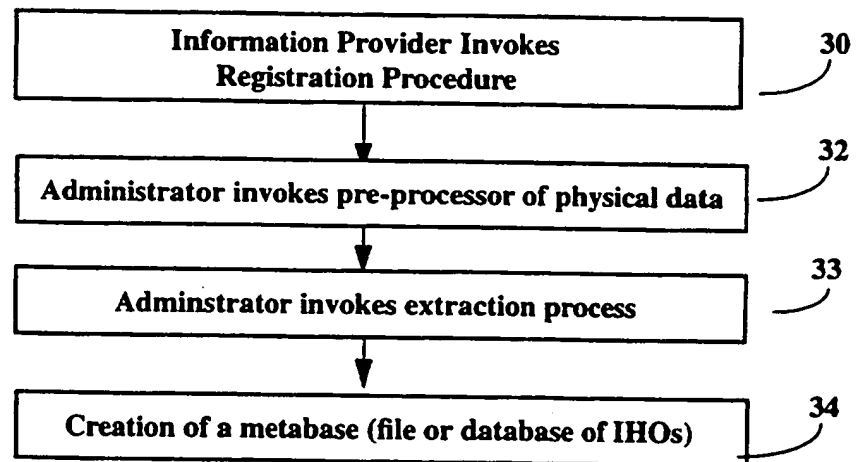 Information Provider Invokes
Registration Procedure
30
Administrator invokes pre-processor of physical data
32
Adminstrator invokes extraction process
33
Creation of a metabase (file or database of IHOs)
34